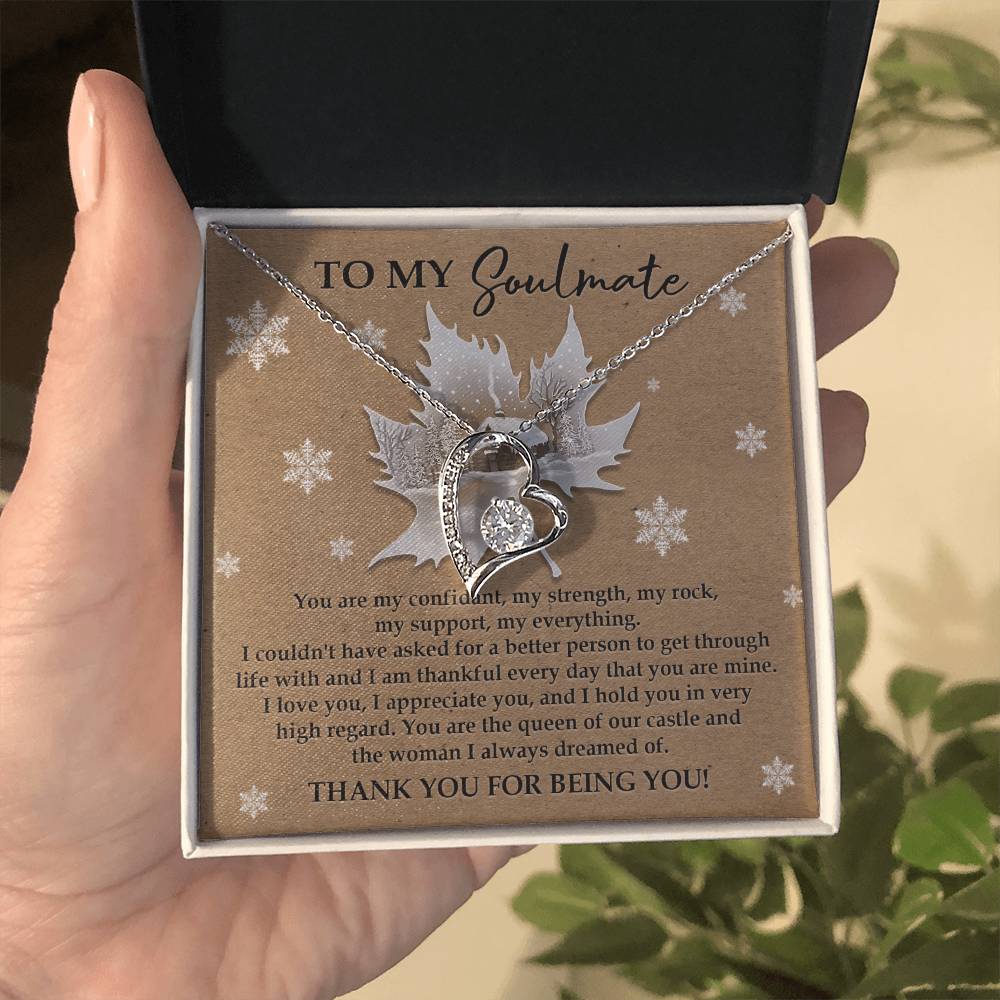 TO MY Soulmate
You are my confidant, my strength, my rock,
my support, my everything.
I couldn't have asked for a better person to get through
life with and I am thankful every day that you are mine.
I love you, I appreciate you, and I hold you in very
high regard. You are the queen of our castle and
the woman I always dreamed of.
THANK YOU FOR BEING YOU!